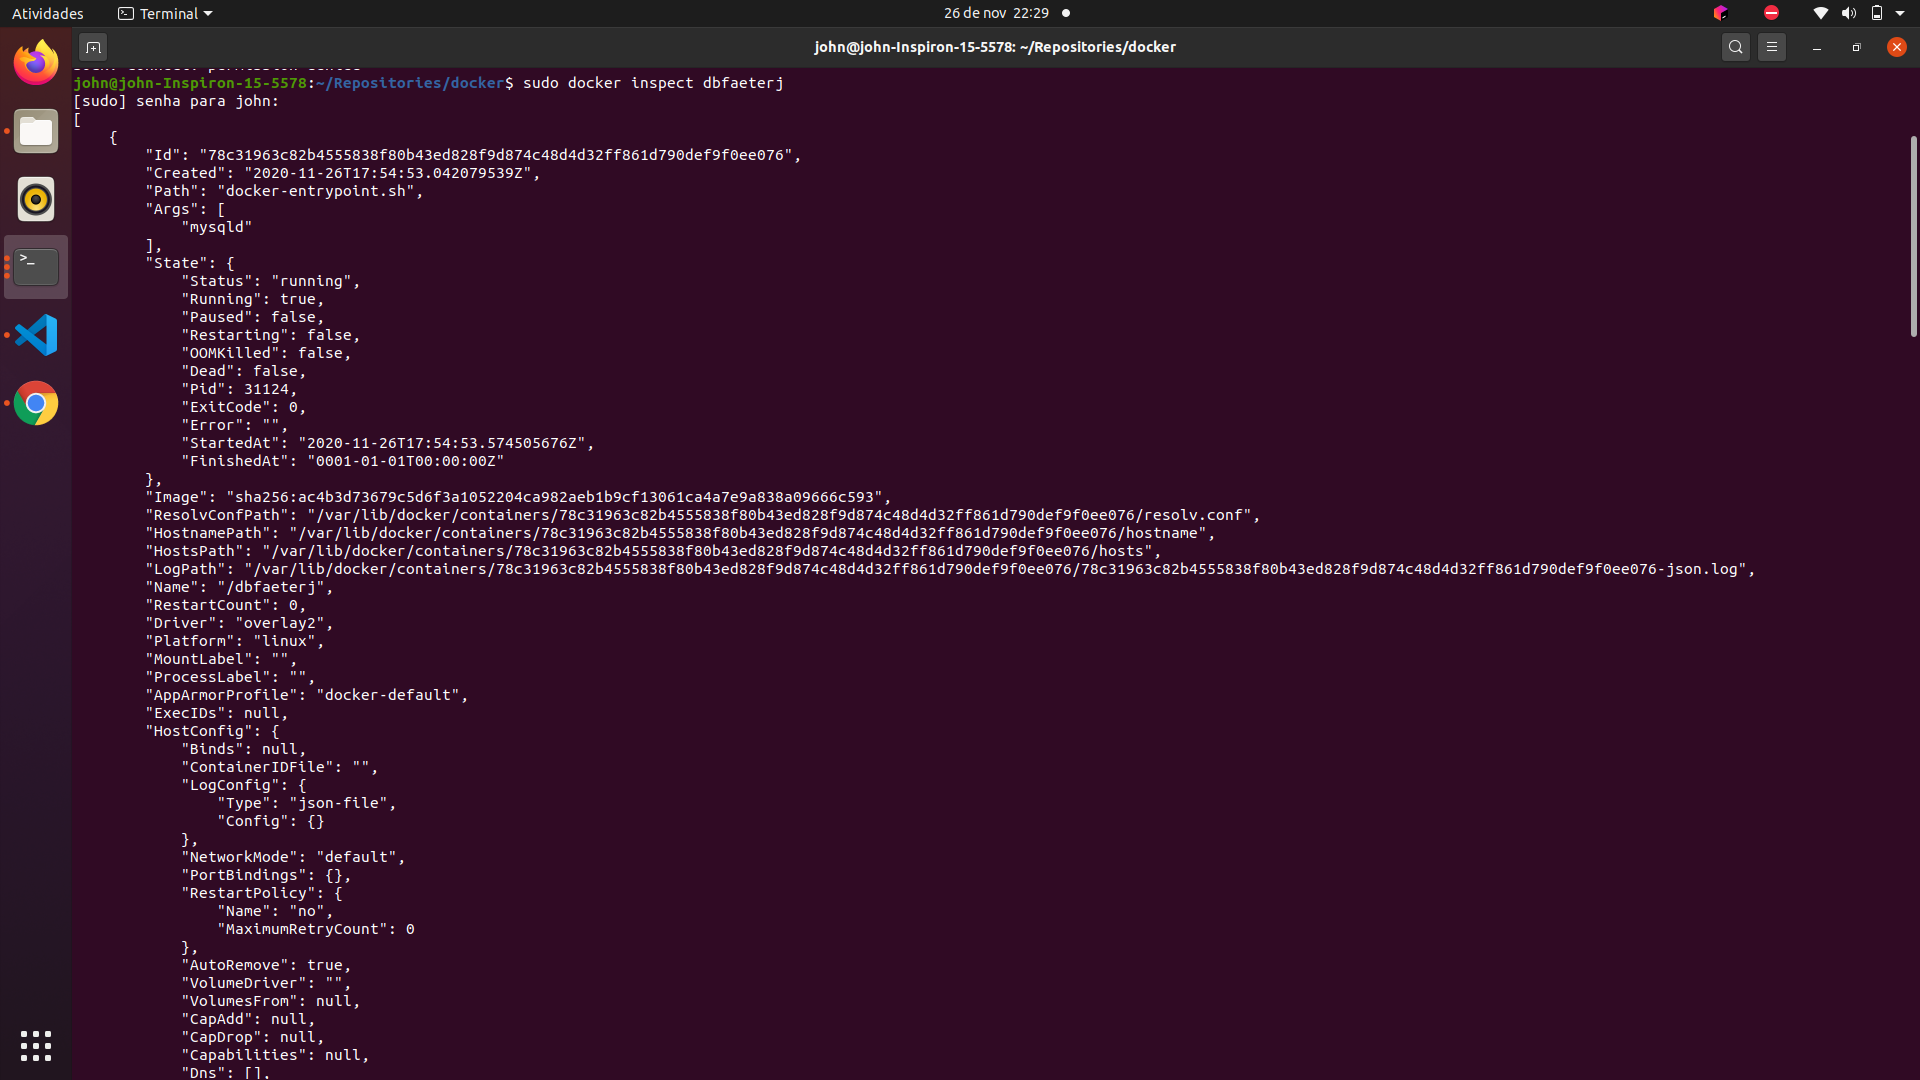 Atividades
Terminal
26 de nov 22:29
john@john-Inspiron-15-5578: ~/Repositories/docker
john@john-Inspiron-15-5578:~/Repositories/docker$ sudo docker inspect dbfaeterj
[sudo] senha para john:
[
    {
        "Id": "78c31963c82b4555838f80b43ed828f9d874c48d4d32ff861d790def9f0ee076",
        "Created": "2020-11-26T17:54:53.042079539Z",
        "Path": "docker-entrypoint.sh",
        "Args": [
            "mysqld"
        ],
        "State": {
            "Status": "running",
            "Running": true,
            "Paused": false,
            "Restarting": false,
            "OOMKilled": false,
            "Dead": false,
            "Pid": 31124,
            "ExitCode": 0,
            "Error": "",
            "StartedAt": "2020-11-26T17:54:53.574505676Z",
            "FinishedAt": "0001-01-01T00:00:00Z"
        },
        "Image": "sha256:ac4b3d73679c5d6f3a1052204ca982aeb1b9cf13061ca4a7e9a838a09666c593",
        "ResolvConfPath": "/var/lib/docker/containers/78c31963c82b4555838f80b43ed828f9d874c48d4d32ff861d790def9f0ee076/resolv.conf",
        "HostnamePath": "/var/lib/docker/containers/78c31963c82b4555838f80b43ed828f9d874c48d4d32ff861d790def9f0ee076/hostname",
        "HostsPath": "/var/lib/docker/containers/78c31963c82b4555838f80b43ed828f9d874c48d4d32ff861d790def9f0ee076/hosts",
        "LogPath": "/var/lib/docker/containers/78c31963c82b4555838f80b43ed828f9d874c48d4d32ff861d790def9f0ee076/78c31963c82b4555838f80b43ed828f9d874c48d4d32ff861d790def9f0ee076-json.log",
        "Name": "/dbfaeterj",
        "RestartCount": 0,
        "Driver": "overlay2",
        "Platform": "linux",
        "MountLabel": "",
        "ProcessLabel": "",
        "AppArmorProfile": "docker-default",
        "ExecIDs": null,
        "HostConfig": {
            "Binds": null,
            "ContainerIDFile": "",
            "LogConfig": {
                "Type": "json-file",
                "Config": {}
            },
            "NetworkMode": "default",
            "PortBindings": {},
            "RestartPolicy": {
                "Name": "no",
                "MaximumRetryCount": 0
            },
            "AutoRemove": true,
            "VolumeDriver": "",
            "VolumesFrom": null,
            "CapAdd": null,
            "CapDrop": null,
            "Capabilities": null,
            "Dns": [],